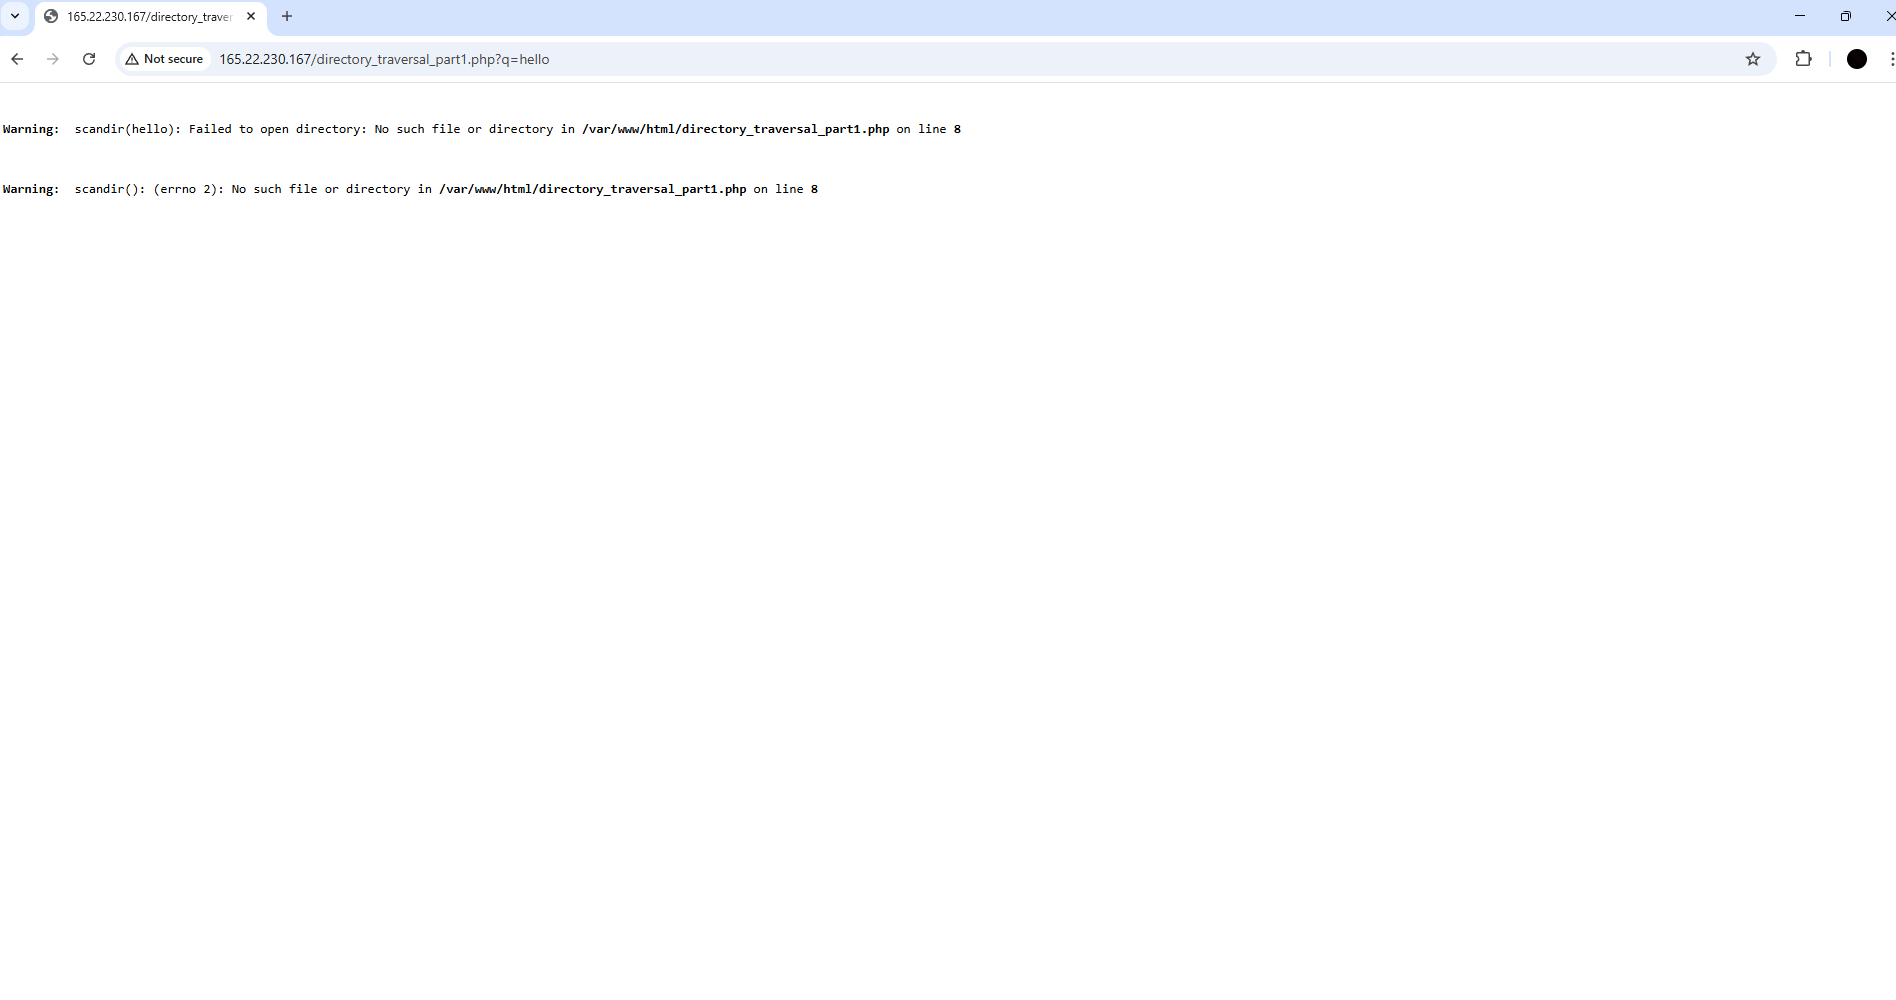 165.22.230.167/directory_traver
Not secure 165.22.230.167/directory_traversal_part1.php?q=hello
Warning:  scandir(hello): Failed to open directory: No such file or directory in /var/www/html/directory_traversal_part1.php on line 8
Warning:  scandir(): (errno 2): No such file or directory in /var/www/html/directory_traversal_part1.php on line 8